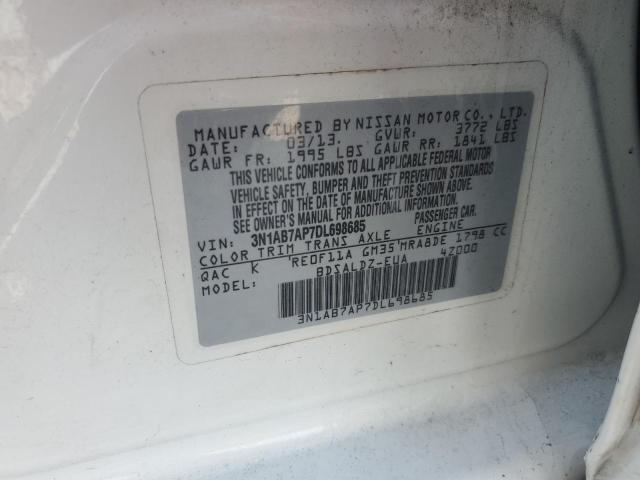 MANUFACTURED BY NISSAN MOTOR CO., LTD.
DATE: 03/13. GVWR: 3772 LBS
GAWR FR: 1995 LBS GAWR RR: 1841 LBS
THIS VEHICLE CONFORMS TO ALL APPLICABLE FEDERAL MOTOR
VEHICLE SAFETY, BUMPER AND THEFT PREVENTION STANDARDS
IN EFFECT ON THE DATE OF MANUFACTURE SHOWN ABOVE.
SEE OWNER'S MANUAL FOR ADDITIONAL INFORMATION.
VIN: 3N1AB7AP7DL698685 PASSENGER CAR.
COLOR TRIM TRANS AXLE ENGINE
QAC K RE0F11A GM35 MRA8DE 1798 CC
MODEL: BDSALDZ-EUA 4Z000
3N1AB7AP7DL698685